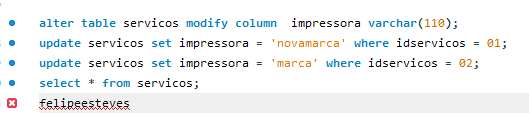 alter table servicos modify column  impressora varchar(110);
update servicos set impressora = 'novamarca' where idservicos = 01;
update servicos set impressora = 'marca' where idservicos = 02;
select * from servicos;
felipeesteves